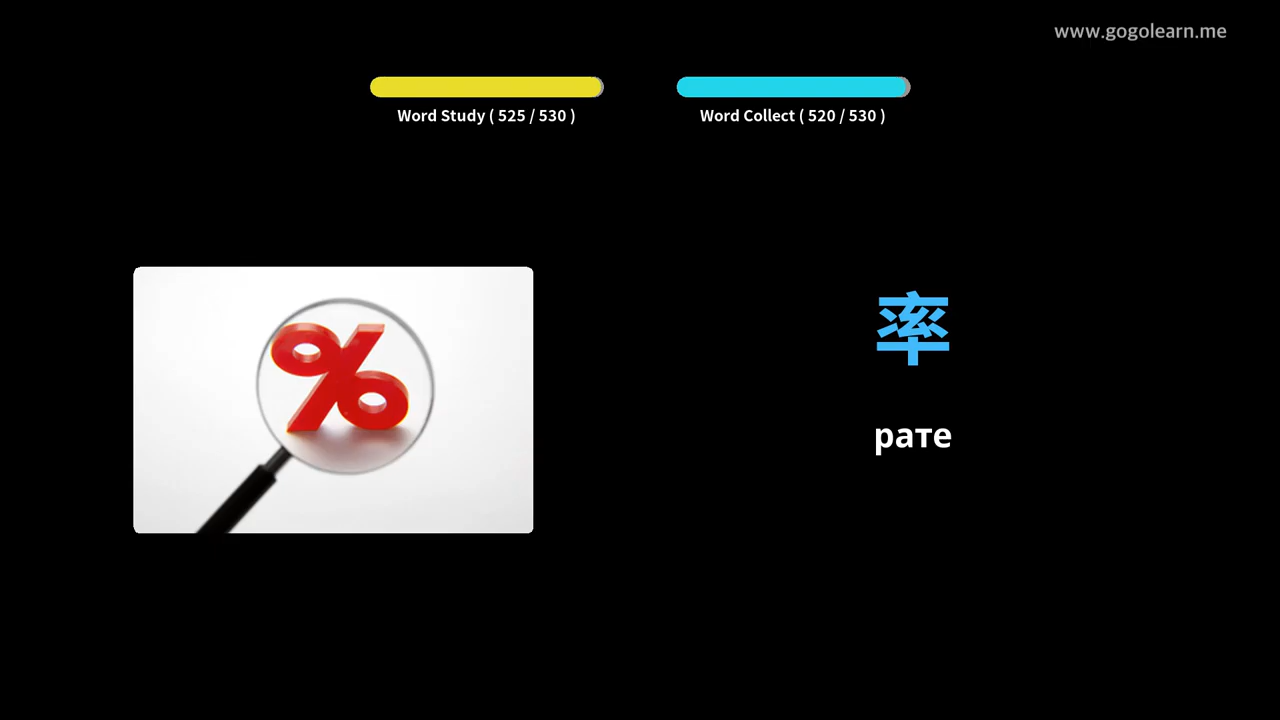 www.gogolearn.me
Word Study ( 525 / 530 )
Word Collect ( 520 / 530 )
%
率
рате